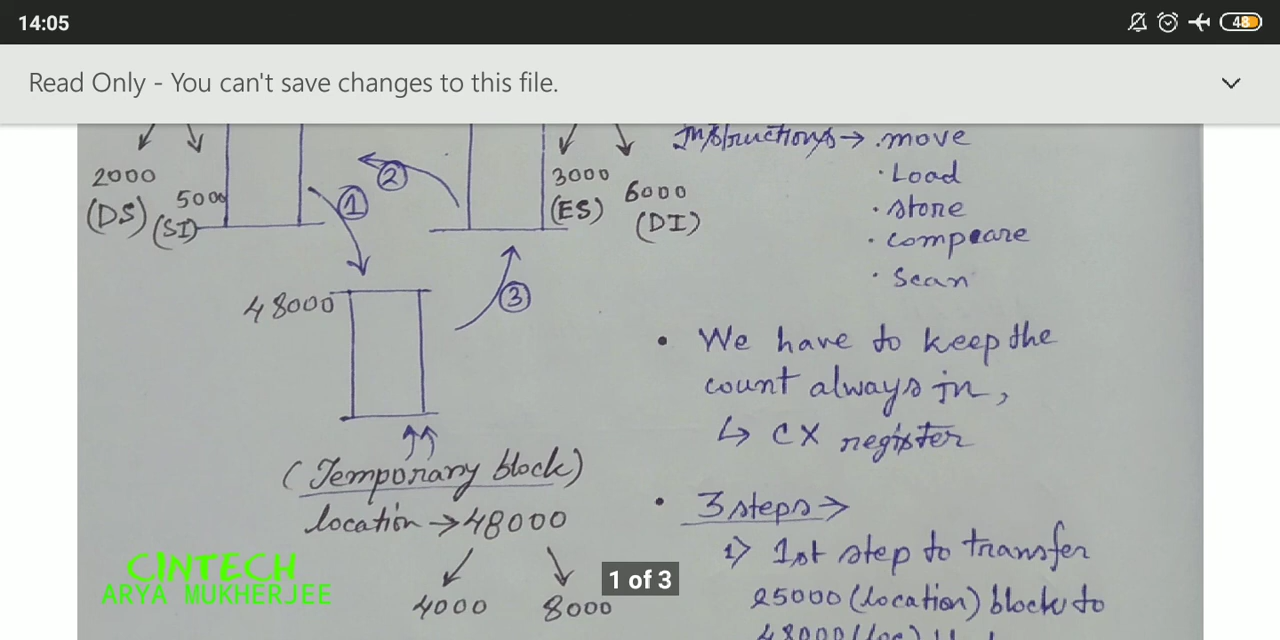 14:05
48
Read Only - You can't save changes to this file.
2000
(DS)
5000
(SI)
1
2
3000
(ES)
6000
(DI)
48000
3
(Temporary block)
location → 48000
4000
8000
Instructions → .move
. Load
. store
. compare
. Scan
• We have to keep the
count always in,
↳ CX register
• 3 steps →
1) 1st step to transfer
25000 (location) block to
CINTECH
ARYA MUKHERJEE
1 of 3